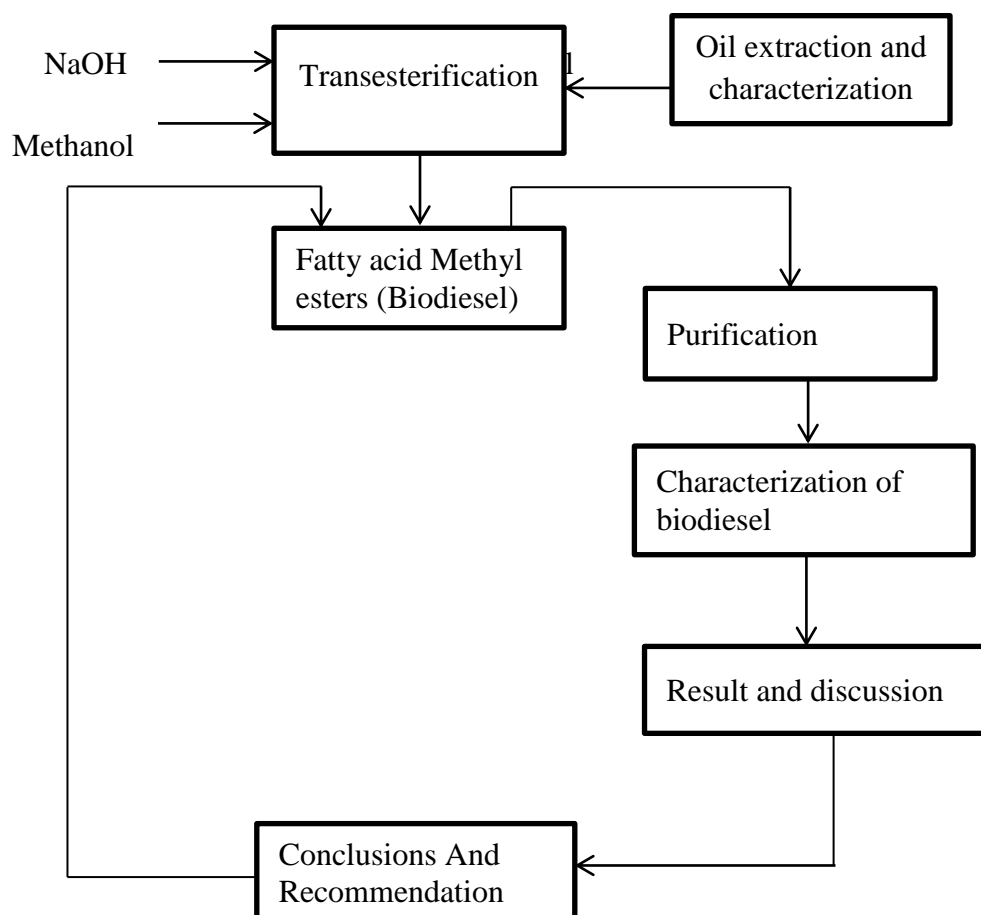 NaOH
Methanol
Transesterification
l
Oil extraction and
characterization
Fatty acid Methyl
esters (Biodiesel)
Purification
Characterization of
biodiesel
Result and discussion
Conclusions And
Recommendation